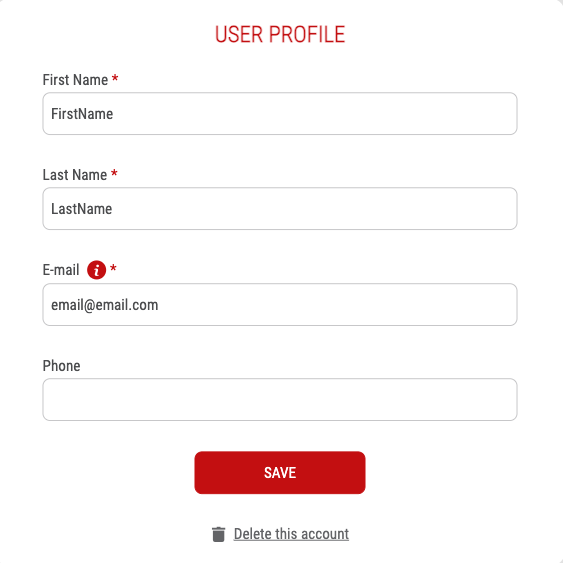 USER PROFILE
First Name *
FirstName
Last Name *
LastName
E-mail i *
email@email.com
Phone
SAVE
Delete this account